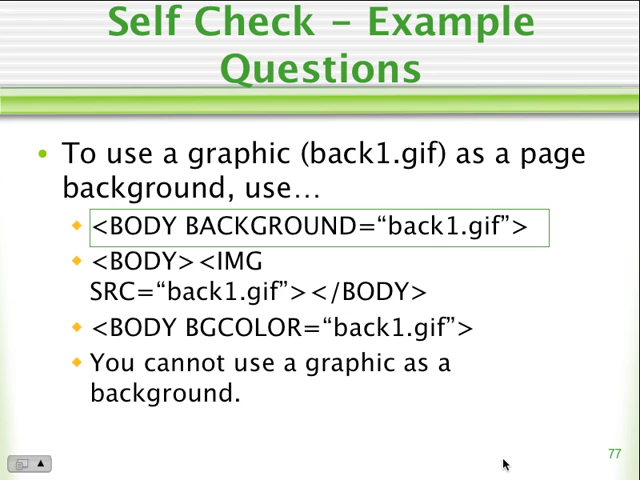 Self Check – Example
Questions
• To use a graphic (back1.gif) as a page
background, use…
◆ <BODY BACKGROUND=“back1.gif”>
◆ <BODY><IMG
SRC=“back1.gif”></BODY>
◆ <BODY BGCOLOR=“back1.gif”>
◆ You cannot use a graphic as a
background.
77